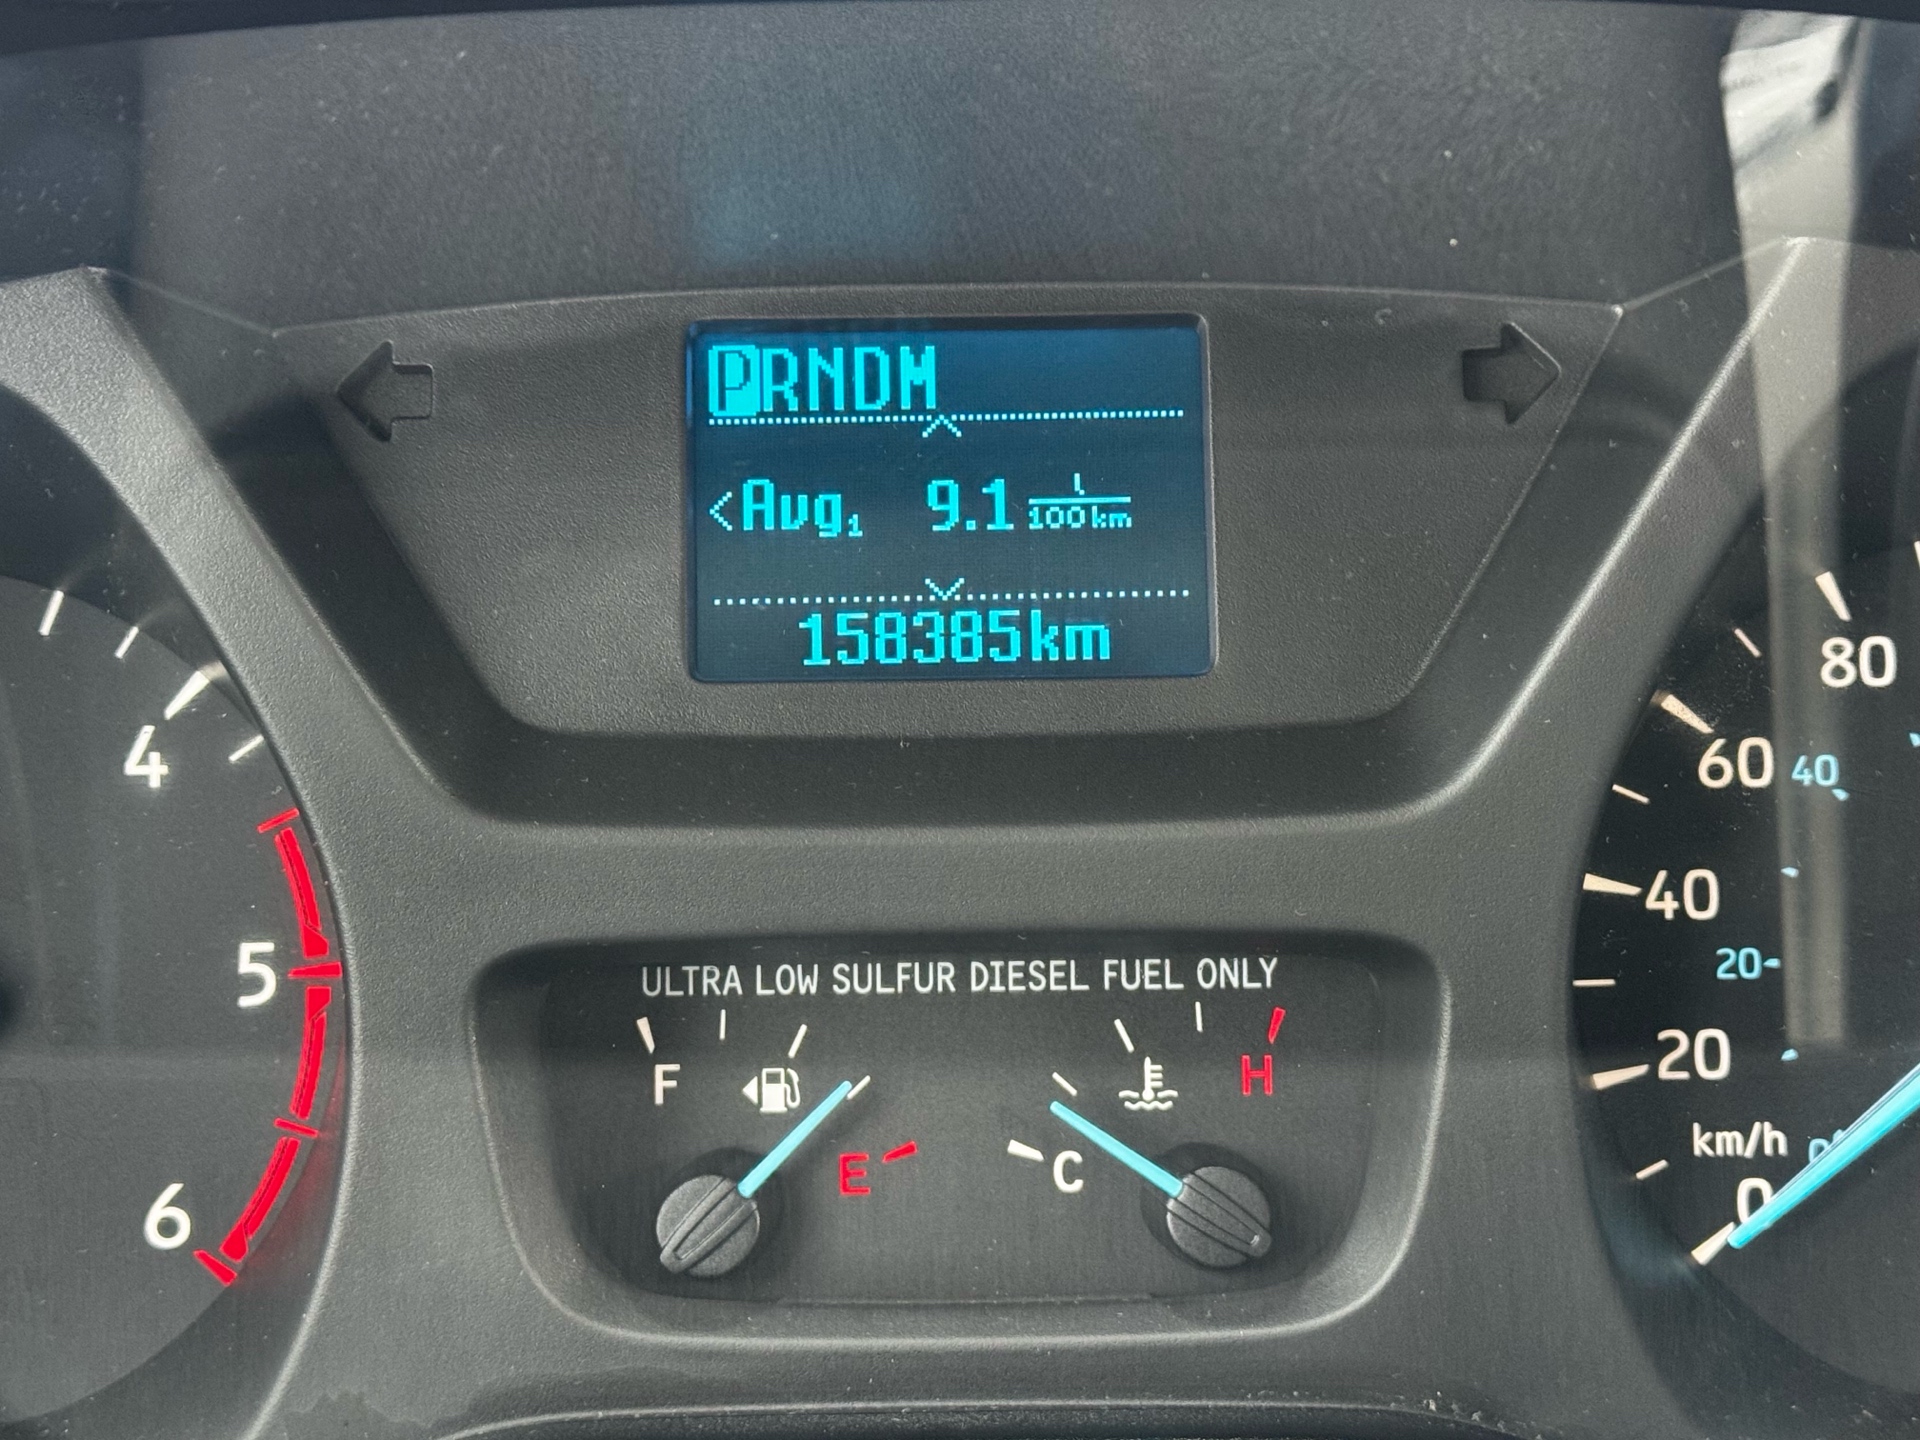 PRNDM
<Avg1 9.1 l/100km
158385km
4
5
6
ULTRA LOW SULFUR DIESEL FUEL ONLY
F
E
C
H
80
60
40
40
20
20
km/h
0
0